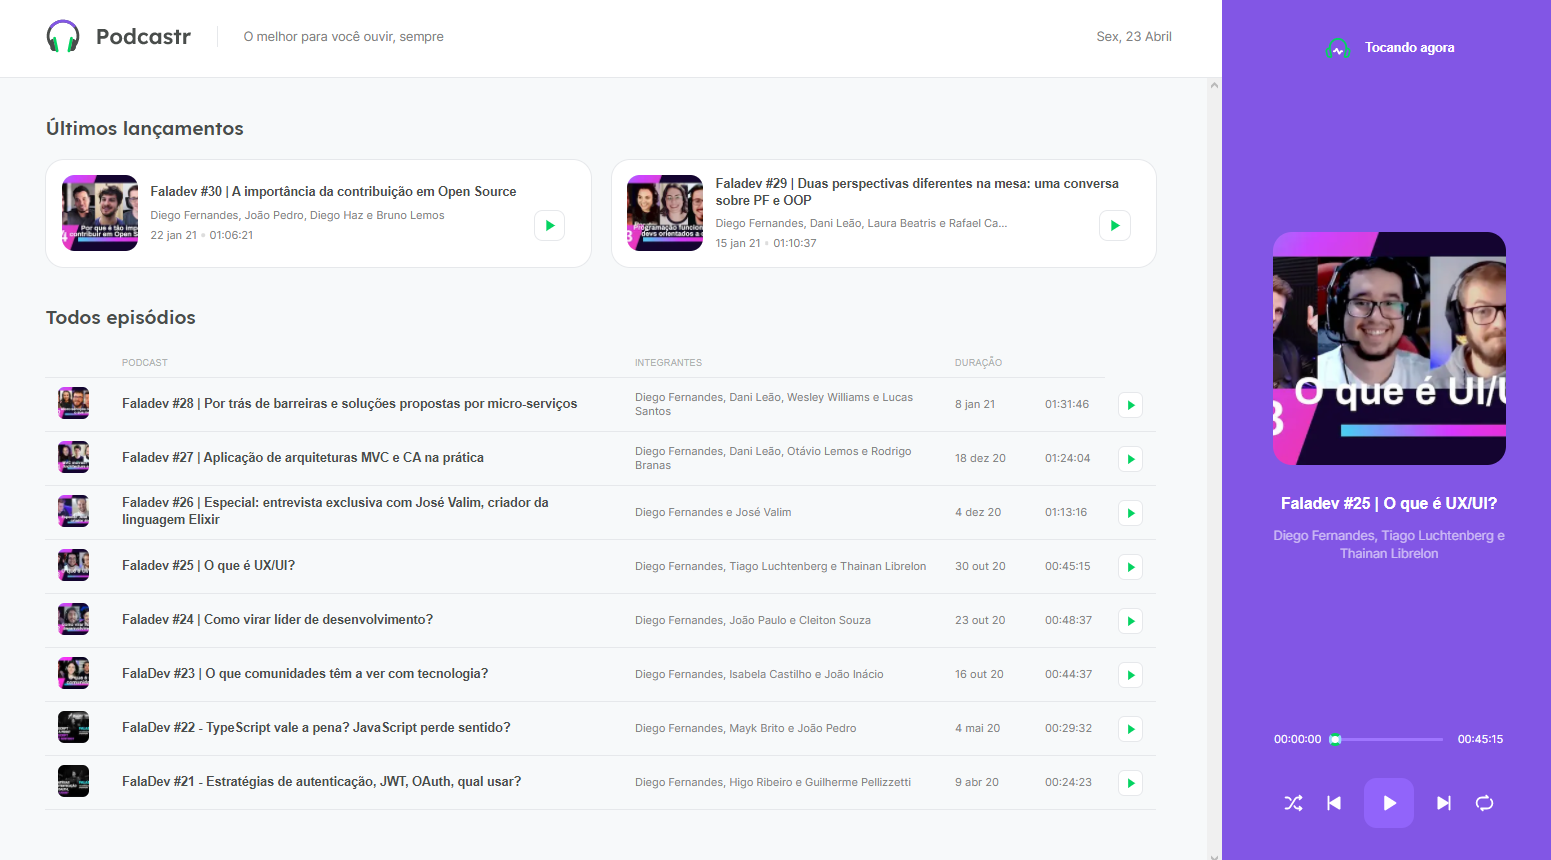 Podcastr
O melhor para você ouvir, sempre
Sex, 23 Abril
Últimos lançamentos
Por que é tão imp
contribuir em Open S
Faladev #30 | A importância da contribuição em Open Source
Diego Fernandes, João Pedro, Diego Haz e Bruno Lemos
22 jan 21 • 01:06:21
Programação funcion
devs orientados a
Faladev #29 | Duas perspectivas diferentes na mesa: uma conversa
sobre PF e OOP
Diego Fernandes, Dani Leão, Laura Beatris e Rafael Ca...
15 jan 21 • 01:10:37
Todos episódios
PODCAST INTEGRANTES DURAÇÃO
Faladev #28 | Por trás de barreiras e soluções propostas por micro-serviços
Diego Fernandes, Dani Leão, Wesley Williams e Lucas
Santos
8 jan 21 01:31:46
Faladev #27 | Aplicação de arquiteturas MVC e CA na prática
Diego Fernandes, Dani Leão, Otávio Lemos e Rodrigo
Branas
18 dez 20 01:24:04
Faladev #26 | Especial: entrevista exclusiva com José Valim, criador da
linguagem Elixir
Diego Fernandes e José Valim
4 dez 20 01:13:16
Faladev #25 | O que é UX/UI?
Diego Fernandes, Tiago Luchtenberg e Thainan Librelon
30 out 20 00:45:15
Faladev #24 | Como virar líder de desenvolvimento?
Diego Fernandes, João Paulo e Cleiton Souza
23 out 20 00:48:37
FalaDev #23 | O que comunidades têm a ver com tecnologia?
Diego Fernandes, Isabela Castilho e João Inácio
16 out 20 00:44:37
FalaDev #22 - TypeScript vale a pena? JavaScript perde sentido?
Diego Fernandes, Mayk Brito e João Pedro
4 mai 20 00:29:32
FalaDev #21 - Estratégias de autenticação, JWT, OAuth, qual usar?
Diego Fernandes, Higo Ribeiro e Guilherme Pellizzetti
9 abr 20 00:24:23
Tocando agora
O que é UI/U
3
Faladev #25 | O que é UX/UI?
Diego Fernandes, Tiago Luchtenberg e
Thainan Librelon
00:00:00 00:45:15